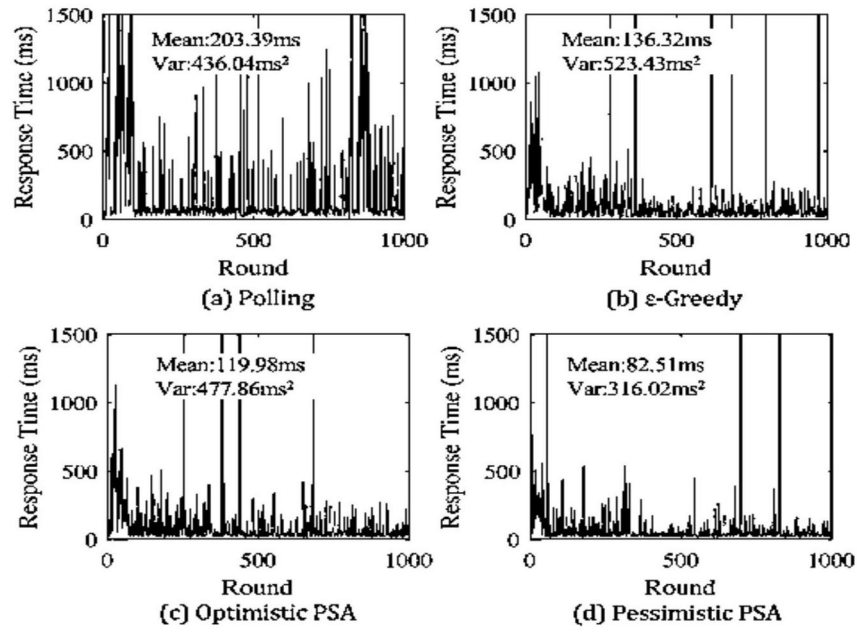 1500
Mean:203.39ms
Var:436.04ms²
1000
500
0
Response Time (ms)
0 500 1000
Round
(a) Polling
1500
Mean:136.32ms
Var:523.43ms²
1000
500
0
Response Time (ms)
0 500 1000
Round
(b) ε-Greedy
1500
Mean:119.98ms
Var:477.86ms²
1000
500
0
Response Time (ms)
0 500 1000
Round
(c) Optimistic PSA
1500
Mean:82.51ms
Var:316.02ms²
1000
500
0
Response Time (ms)
0 500 1000
Round
(d) Pessimistic PSA